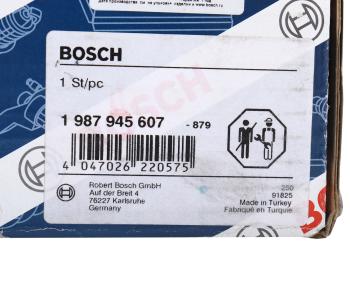 BOSCH
1 St/pc
1 987 945 607 - 879
4 047026 220575
BOSCH
Robert Bosch GmbH
Auf der Breit 4
76227 Karlsruhe
Germany
250
91825
Made in Turkey
Fabriqué en Turquie